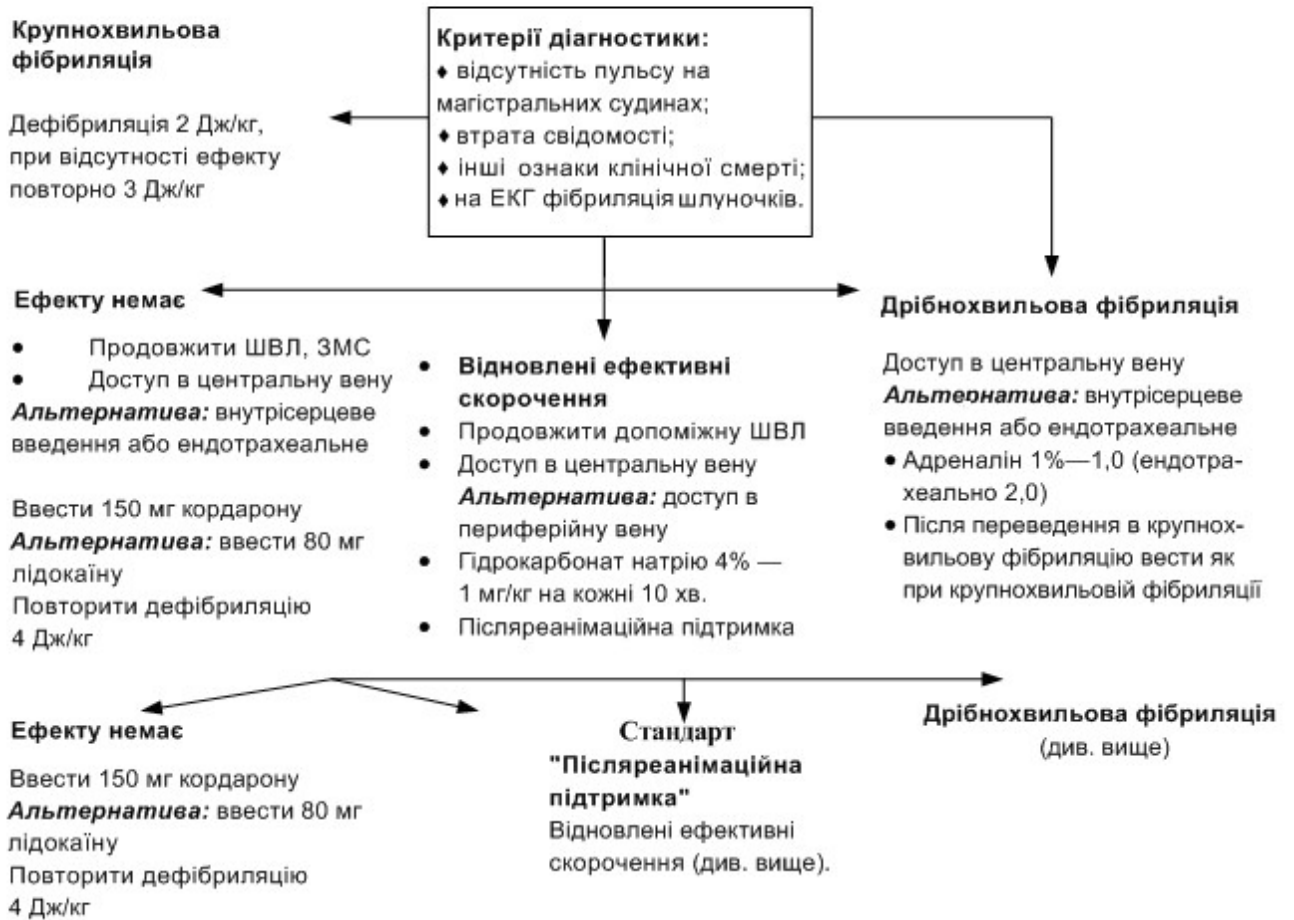 Крупнохвильова
фібриляція
Дефібриляція 2 Дж/кг,
при відсутності ефекту
повторно 3 Дж/кг
Критерії діагностики:
♦ відсутність пульсу на
магістральних судинах;
♦ втрата свідомості;
♦ інші ознаки клінічної смерті;
♦ на ЕКГ фібриляція шлуночків.
Ефекту немає
• Продовжити ШВЛ, ЗМС
• Доступ в центральну вену
Альтернатива: внутрісерцеве
введення або ендотрахеальне
Ввести 150 мг кордарону
Альтернатива: ввести 80 мг
лідокаїну
Повторити дефібриляцію
4 Дж/кг
• Відновлені ефективні
скорочення
• Продовжити допоміжну ШВЛ
• Доступ в центральну вену
Альтернатива: доступ в
периферійну вену
• Гідрокарбонат натрію 4% —
1 мг/кг на кожні 10 хв.
• Післяреанімаційна підтримка
Дрібнохвильова фібриляція
Доступ в центральну вену
Альтернатива: внутрісерцеве
введення або ендотрахеальне
• Адреналін 1%—1,0 (ендотра-
хеально 2,0)
• Після переведення в крупнох-
вильову фібриляцію вести як
при крупнохвильовій фібриляції
Ефекту немає
Ввести 150 мг кордарону
Альтернатива: ввести 80 мг
лідокаїну
Повторити дефібриляцію
4 Дж/кг
Стандарт
"Післяреанімаційна
підтримка"
Відновлені ефективні
скорочення (див. вище).
Дрібнохвильова фібриляція
(див. вище)